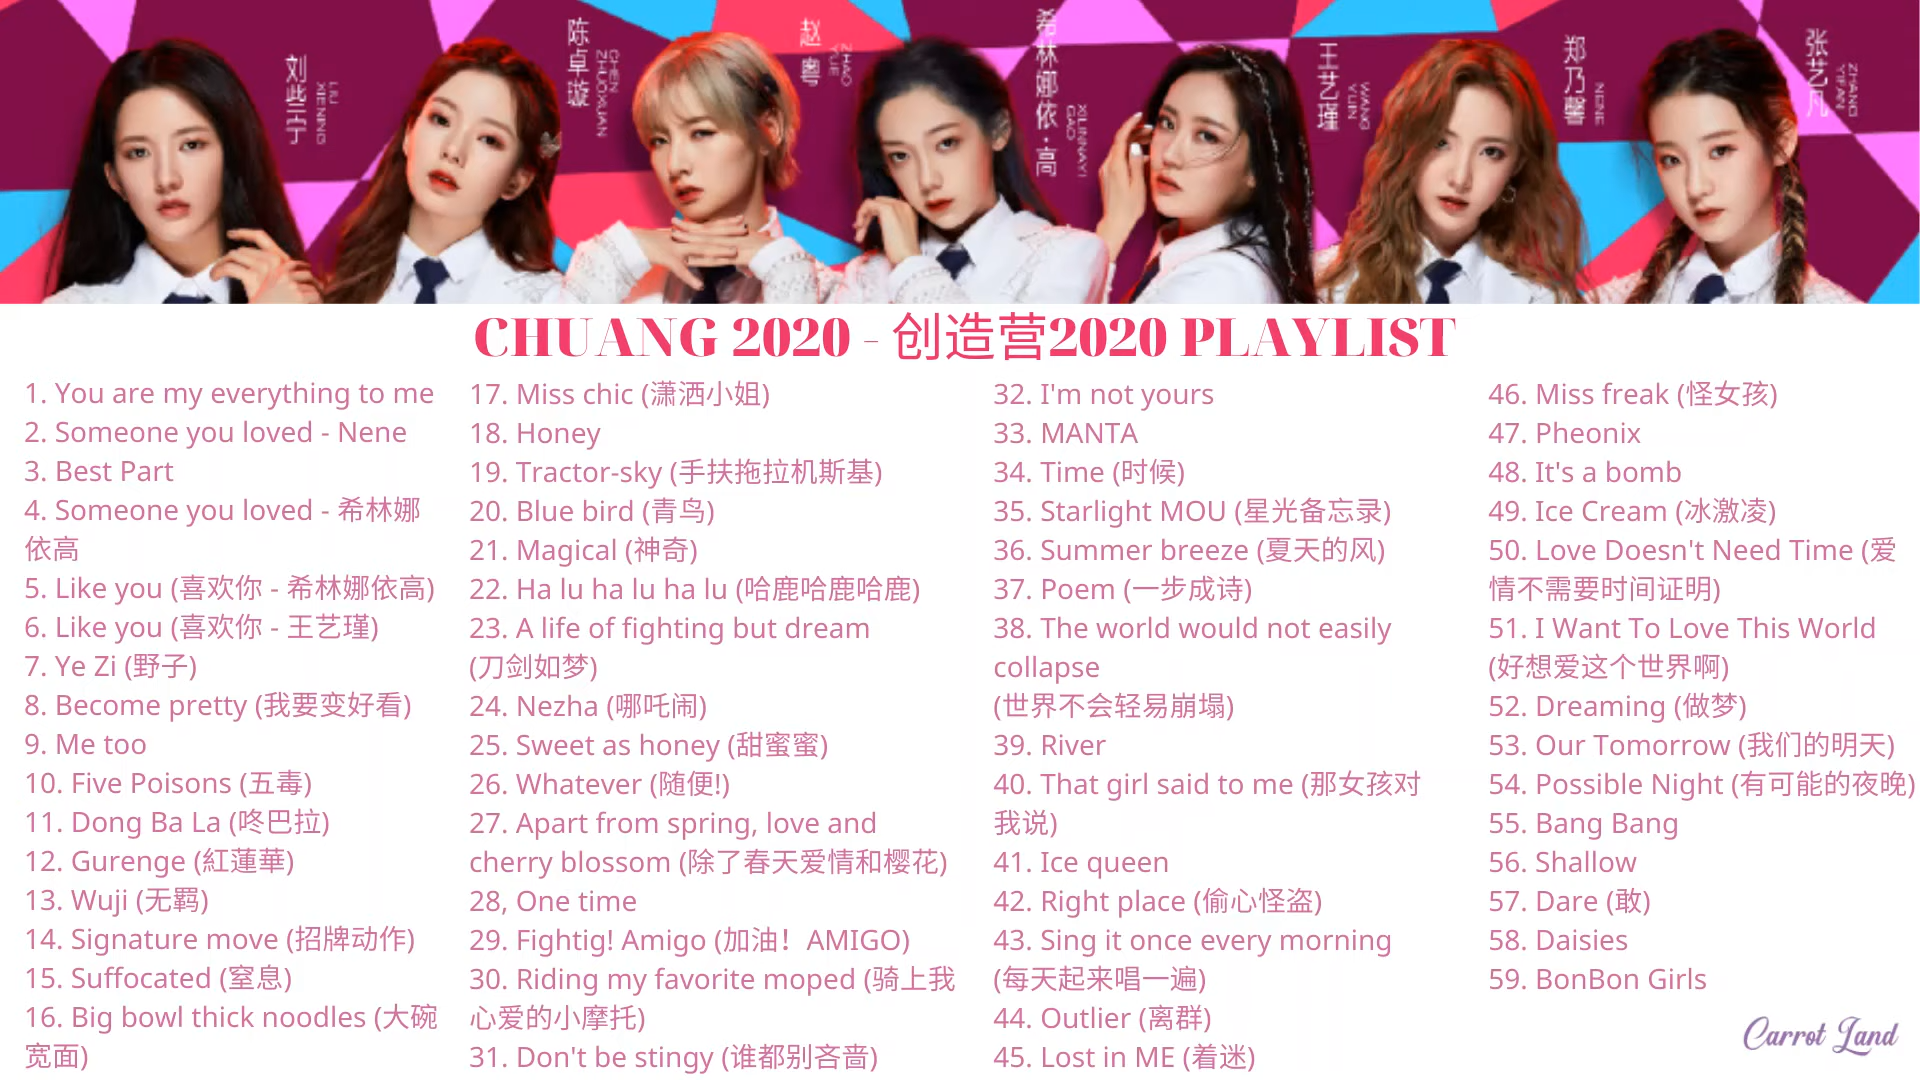 刘些宁
LIU
XIENING
陈卓璇
CHEN
ZHUOXUAN
赵粤
ZHAO
YUE
希林娜依·高
XILINNAYI
GAO
王艺瑾
WANG
YIJIN
郑乃馨
NENE
张艺凡
ZHANG
YIFAN
CHUANG 2020 - 创造营2020 PLAYLIST
1. You are my everything to me
2. Someone you loved - Nene
3. Best Part
4. Someone you loved - 希林娜
依高
5. Like you (喜欢你 - 希林娜依高)
6. Like you (喜欢你 - 王艺瑾)
7. Ye Zi (野子)
8. Become pretty (我要变好看)
9. Me too
10. Five Poisons (五毒)
11. Dong Ba La (咚巴拉)
12. Gurenge (紅蓮華)
13. Wuji (无羁)
14. Signature move (招牌动作)
15. Suffocated (窒息)
16. Big bowl thick noodles (大碗
宽面)
17. Miss chic (潇洒小姐)
18. Honey
19. Tractor-sky (手扶拖拉机斯基)
20. Blue bird (青鸟)
21. Magical (神奇)
22. Ha lu ha lu ha lu (哈鹿哈鹿哈鹿)
23. A life of fighting but dream
(刀剑如梦)
24. Nezha (哪吒闹)
25. Sweet as honey (甜蜜蜜)
26. Whatever (随便!)
27. Apart from spring, love and
cherry blossom (除了春天爱情和樱花)
28, One time
29. Fightig! Amigo (加油！AMIGO)
30. Riding my favorite moped (骑上我
心爱的小摩托)
31. Don't be stingy (谁都别吝啬)
32. I'm not yours
33. MANTA
34. Time (时候)
35. Starlight MOU (星光备忘录)
36. Summer breeze (夏天的风)
37. Poem (一步成诗)
38. The world would not easily
collapse
(世界不会轻易崩塌)
39. River
40. That girl said to me (那女孩对
我说)
41. Ice queen
42. Right place (偷心怪盗)
43. Sing it once every morning
(每天起来唱一遍)
44. Outlier (离群)
45. Lost in ME (着迷)
46. Miss freak (怪女孩)
47. Pheonix
48. It's a bomb
49. Ice Cream (冰激凌)
50. Love Doesn't Need Time (爱
情不需要时间证明)
51. I Want To Love This World
(好想爱这个世界啊)
52. Dreaming (做梦)
53. Our Tomorrow (我们的明天)
54. Possible Night (有可能的夜晚)
55. Bang Bang
56. Shallow
57. Dare (敢)
58. Daisies
59. BonBon Girls
Carrot Land